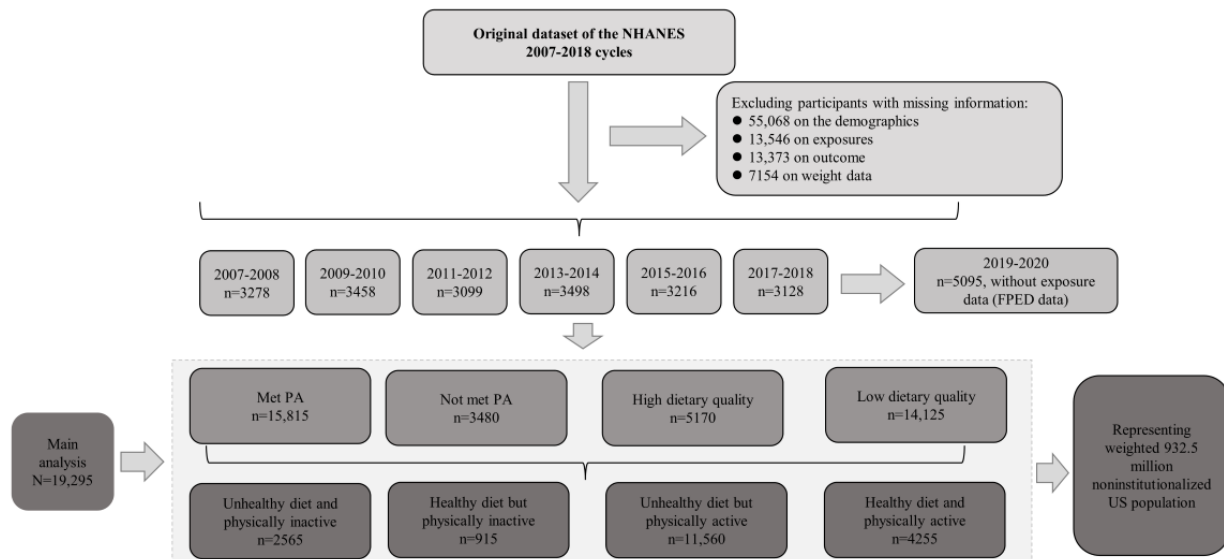 Original dataset of the NHANES
2007-2018 cycles
Excluding participants with missing information:
● 55,068 on the demographics
● 13,546 on exposures
● 13,373 on outcome
● 7154 on weight data
2007-2008
n=3278
2009-2010
n=3458
2011-2012
n=3099
2013-2014
n=3498
2015-2016
n=3216
2017-2018
n=3128
2019-2020
n=5095, without exposure
data (FPED data)
Main
analysis
N=19,295
Met PA
n=15,815
Not met PA
n=3480
High dietary quality
n=5170
Low dietary quality
n=14,125
Unhealthy diet and
physically inactive
n=2565
Healthy diet but
physically inactive
n=915
Unhealthy diet but
physically active
n=11,560
Healthy diet and
physically active
n=4255
Representing
weighted 932.5
million
noninstitutionalized
US population